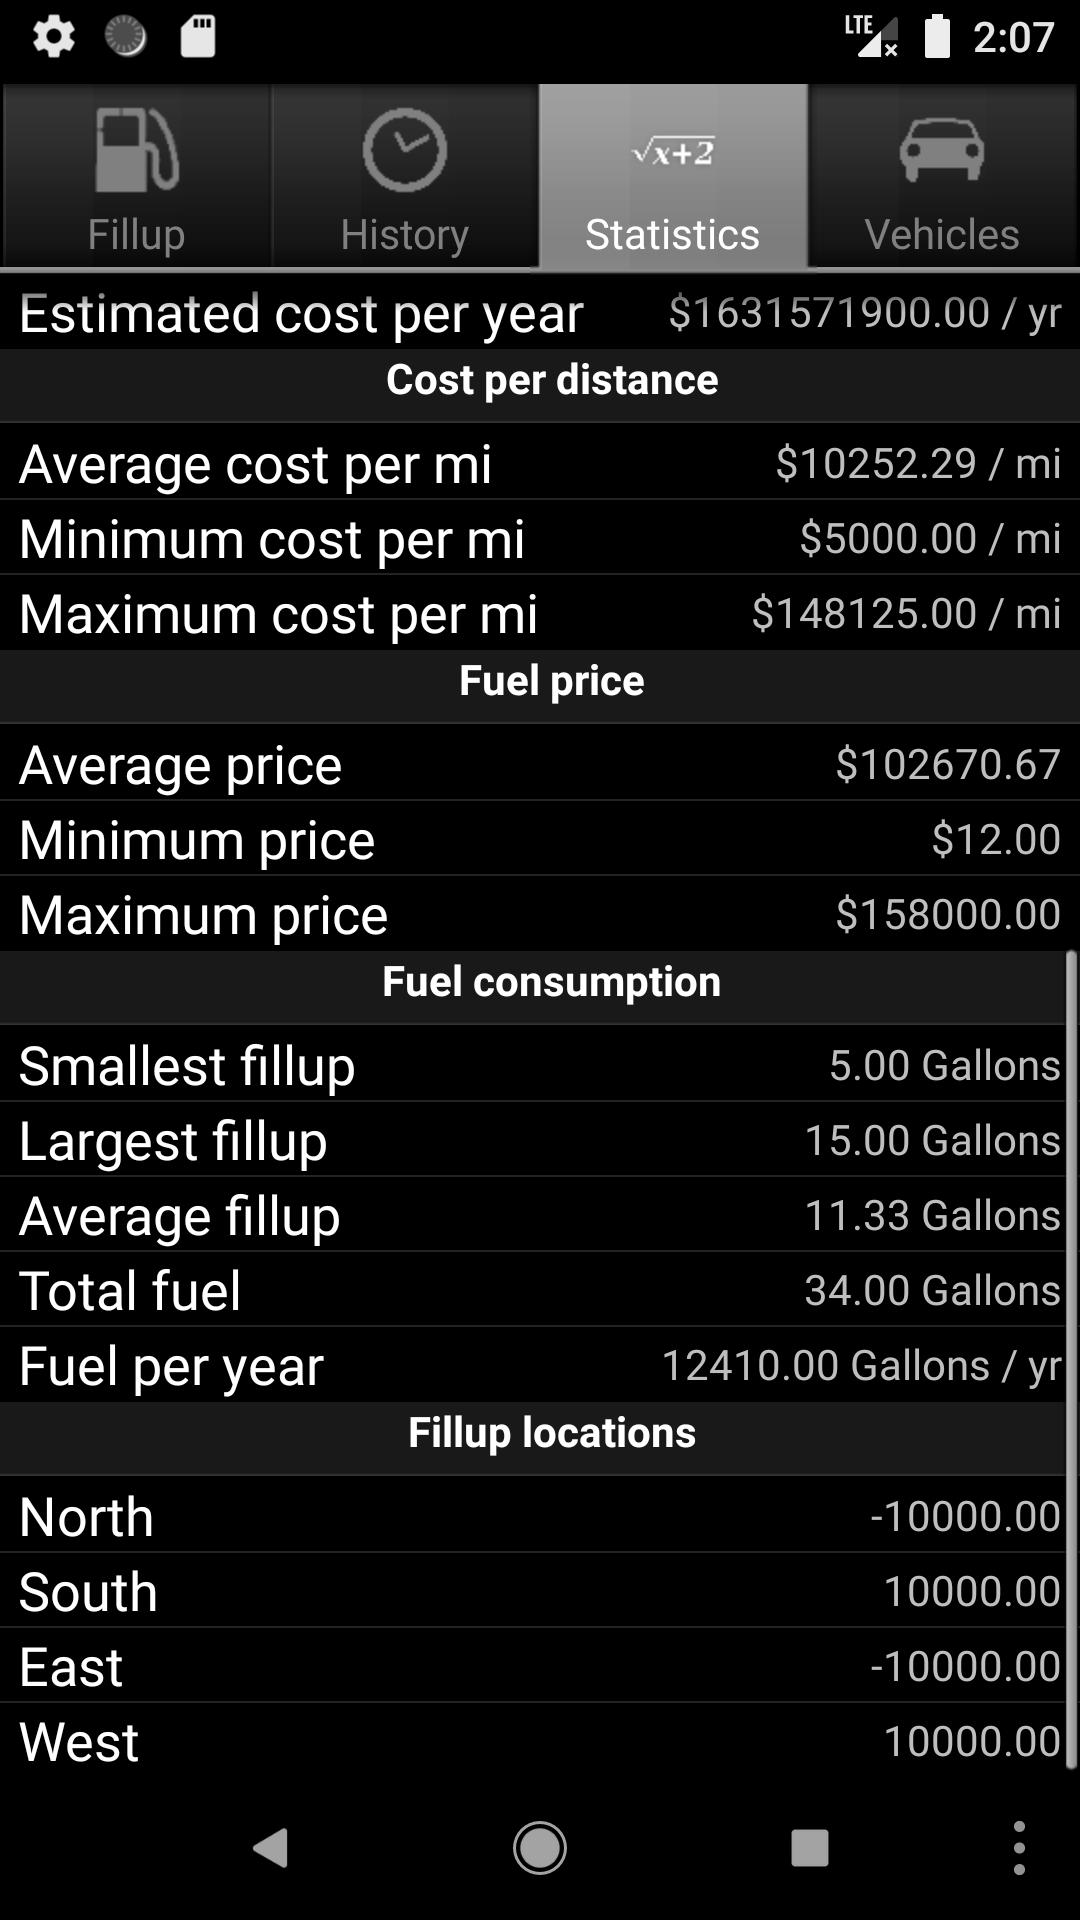 LTE 2:07
√x+2
Fillup History Statistics Vehicles
Estimated cost per year $1631571900.00 / yr
Cost per distance
Average cost per mi $10252.29 / mi
Minimum cost per mi $5000.00 / mi
Maximum cost per mi $148125.00 / mi
Fuel price
Average price $102670.67
Minimum price $12.00
Maximum price $158000.00
Fuel consumption
Smallest fillup 5.00 Gallons
Largest fillup 15.00 Gallons
Average fillup 11.33 Gallons
Total fuel 34.00 Gallons
Fuel per year 12410.00 Gallons / yr
Fillup locations
North -10000.00
South 10000.00
East -10000.00
West 10000.00